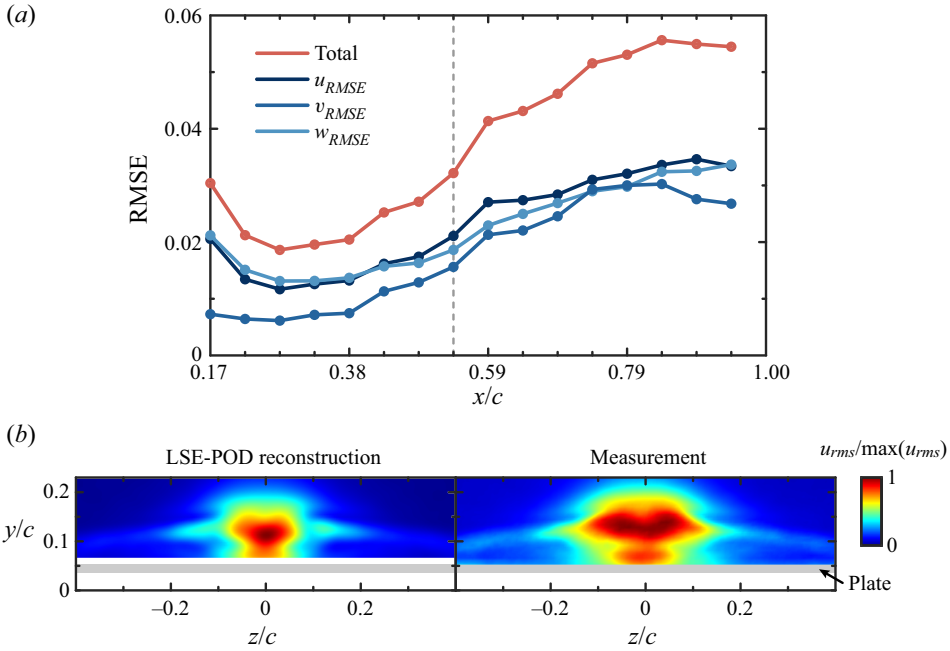 (a)
0.06
0.04
0.02
0
RMSE
Total
u_RMSE
v_RMSE
w_RMSE
0.17 0.38 0.59 0.79 1.00
x/c
(b)
LSE-POD reconstruction
Measurement
u_rms/max(u_rms)
0.2
0.1
0
y/c
1
0
Plate
−0.2 0 0.2
−0.2 0 0.2
z/c
z/c